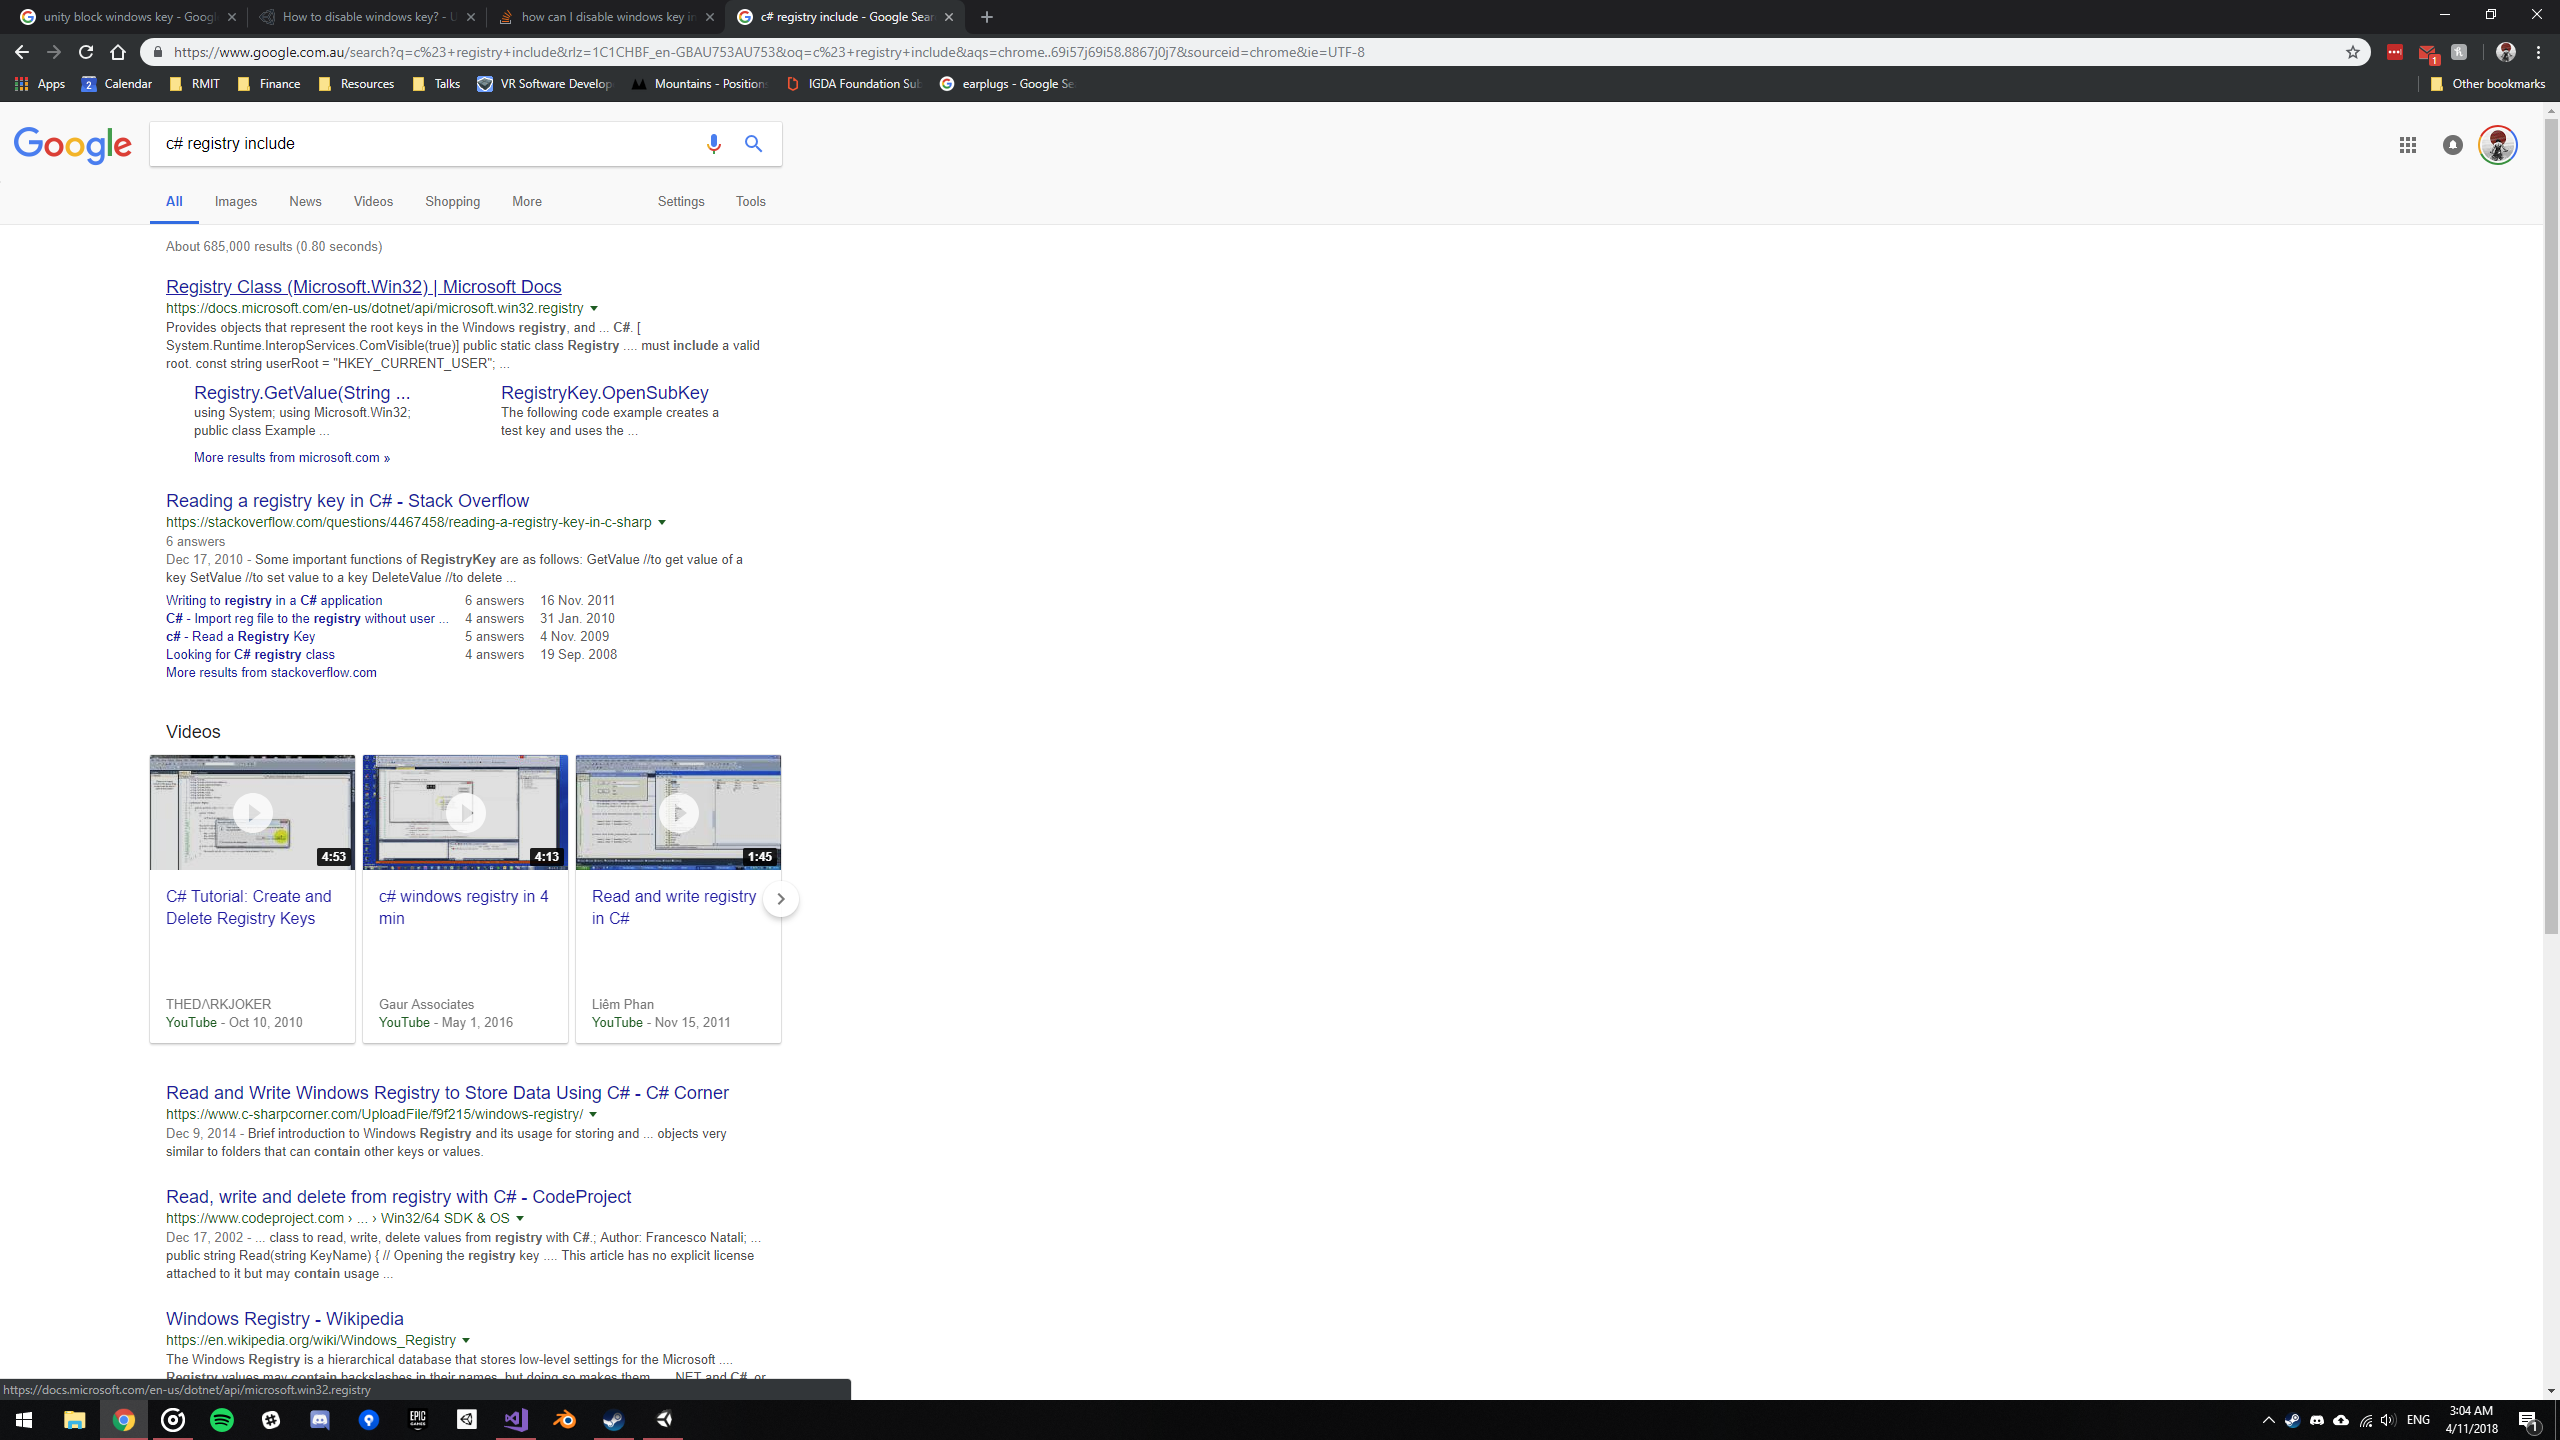 unity block windows key - Googl
How to disable windows key? - U
how can I disable windows key in
c# registry include - Google Sear
https://www.google.com.au/search?q=c%23+registry+include&rlz=1C1CHBF_en-GBAU753AU753&oq=c%23+registry+include&aqs=chrome..69i57j69i58.8867j0j7&sourceid=chrome&ie=UTF-8
1
Apps
2
Calendar
RMIT
Finance
Resources
Talks
VR Software Develop
Mountains - Positions
IGDA Foundation Sub
earplugs - Google Se
Other bookmarks
Google
c# registry include
All
Images
News
Videos
Shopping
More
Settings
Tools
About 685,000 results (0.80 seconds)
Registry Class (Microsoft.Win32) | Microsoft Docs
https://docs.microsoft.com/en-us/dotnet/api/microsoft.win32.registry
Provides objects that represent the root keys in the Windows registry, and ... C#. [
System.Runtime.InteropServices.ComVisible(true)] public static class Registry .... must include a valid
root. const string userRoot = "HKEY_CURRENT_USER"; ...
Registry.GetValue(String ...
using System; using Microsoft.Win32;
public class Example ...
RegistryKey.OpenSubKey
The following code example creates a
test key and uses the ...
More results from microsoft.com »
Reading a registry key in C# - Stack Overflow
https://stackoverflow.com/questions/4467458/reading-a-registry-key-in-c-sharp
6 answers
Dec 17, 2010 - Some important functions of RegistryKey are as follows: GetValue //to get value of a
key SetValue //to set value to a key DeleteValue //to delete ...
Writing to registry in a C# application 6 answers 16 Nov. 2011
C# - Import reg file to the registry without user ... 4 answers 31 Jan. 2010
c# - Read a Registry Key 5 answers 4 Nov. 2009
Looking for C# registry class 4 answers 19 Sep. 2008
More results from stackoverflow.com
Videos
4:53
4:13
1:45
C# Tutorial: Create and
Delete Registry Keys
THEDΛRKJOKER
YouTube - Oct 10, 2010
c# windows registry in 4
min
Gaur Associates
YouTube - May 1, 2016
Read and write registry
in C#
Liêm Phan
YouTube - Nov 15, 2011
Read and Write Windows Registry to Store Data Using C# - C# Corner
https://www.c-sharpcorner.com/UploadFile/f9f215/windows-registry/
Dec 9, 2014 - Brief introduction to Windows Registry and its usage for storing and ... objects very
similar to folders that can contain other keys or values.
Read, write and delete from registry with C# - CodeProject
https://www.codeproject.com › ... › Win32/64 SDK & OS
Dec 17, 2002 - ... class to read, write, delete values from registry with C#.; Author: Francesco Natali; ...
public string Read(string KeyName) { // Opening the registry key .... This article has no explicit license
attached to it but may contain usage ...
Windows Registry - Wikipedia
https://en.wikipedia.org/wiki/Windows_Registry
The Windows Registry is a hierarchical database that stores low-level settings for the Microsoft ....
Registry values may contain backslashes in their names, but doing so makes them .... .NET and C#, or
https://docs.microsoft.com/en-us/dotnet/api/microsoft.win32.registry
EPIC
GAMES
ENG
3:04 AM
4/11/2018
1